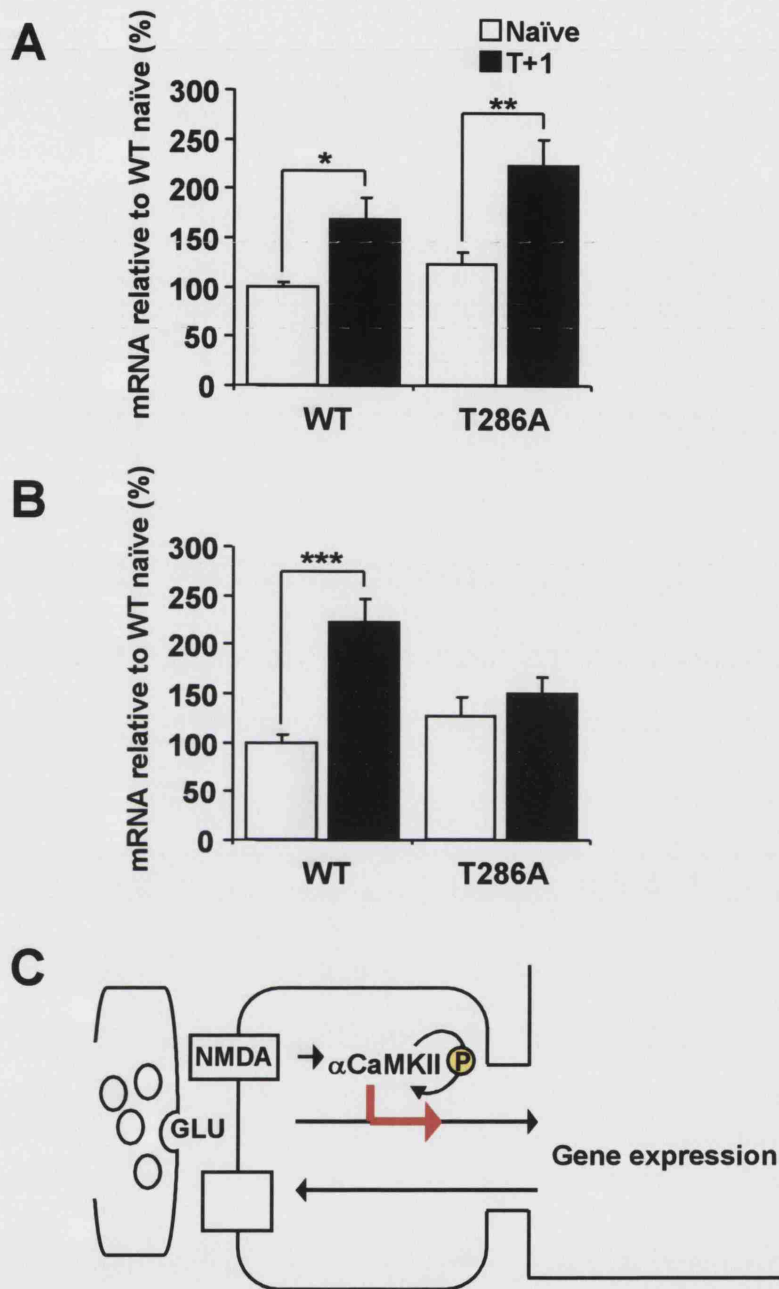 A
Naïve
T+1
mRNA relative to WT naïve (%)
300
250
200
150
100
50
0
*
**
WT
T286A
B
mRNA relative to WT naïve (%)
300
250
200
150
100
50
0
***
WT
T286A
C
NMDA
αCaMKII
P
GLU
Gene expression